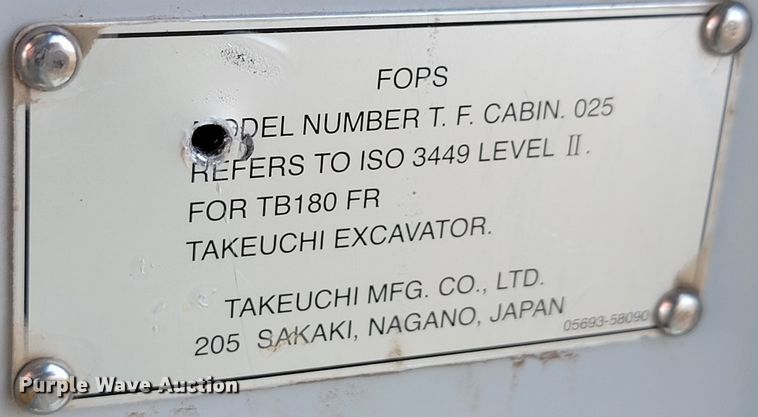 FOPS
MODEL NUMBER T. F. CABIN. 025
REFERS TO ISO 3449 LEVEL II.
FOR TB180 FR
TAKEUCHI EXCAVATOR.
TAKEUCHI MFG. CO., LTD.
205 SAKAKI, NAGANO, JAPAN
05693-58090
Purple Wave Auction